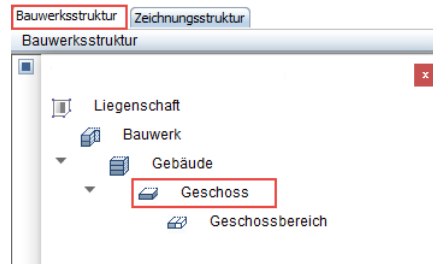 Bauwerksstruktur Zeichnungsstruktur
Bauwerksstruktur
x
Liegenschaft
Bauwerk
Gebäude
Geschoss
Geschossbereich